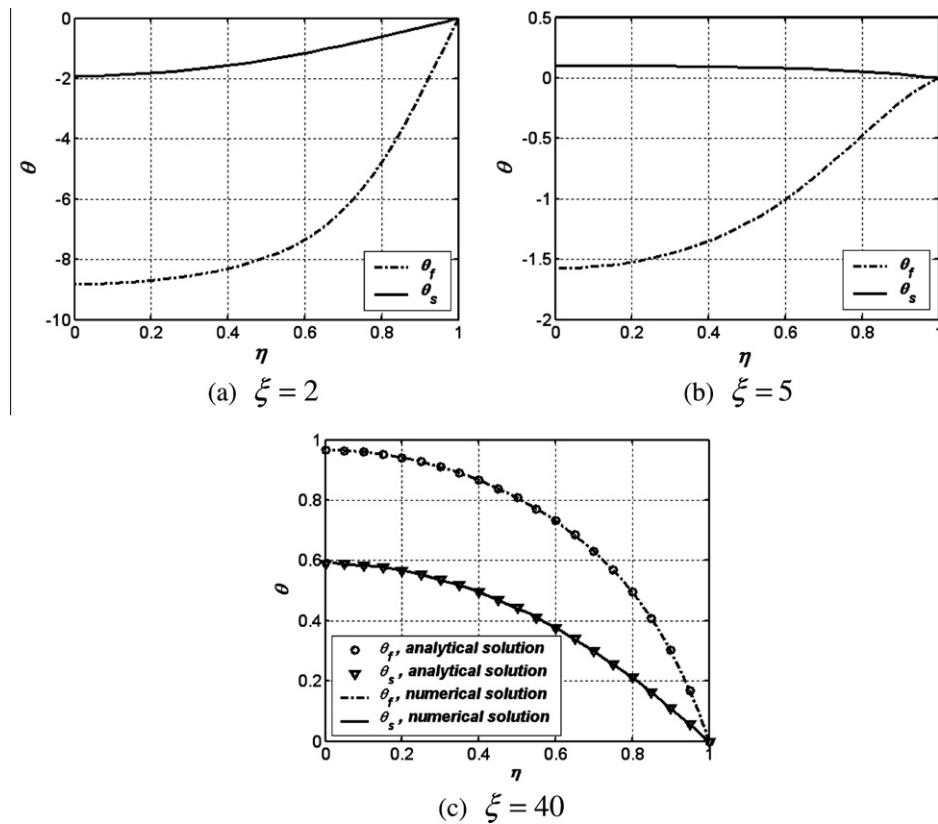 0
-2
-4
-6
-8
-10
θ
0 0.2 0.4 0.6 0.8 1
η
θf
θs
(a) ξ = 2
0.5
0
-0.5
-1
-1.5
-2
θ
0 0.2 0.4 0.6 0.8 1
η
θf
θs
(b) ξ = 5
1
0.8
0.6
0.4
0.2
0
θ
θf, analytical solution
θs, analytical solution
θf, numerical solution
θs, numerical solution
0 0.2 0.4 0.6 0.8 1
η
(c) ξ = 40